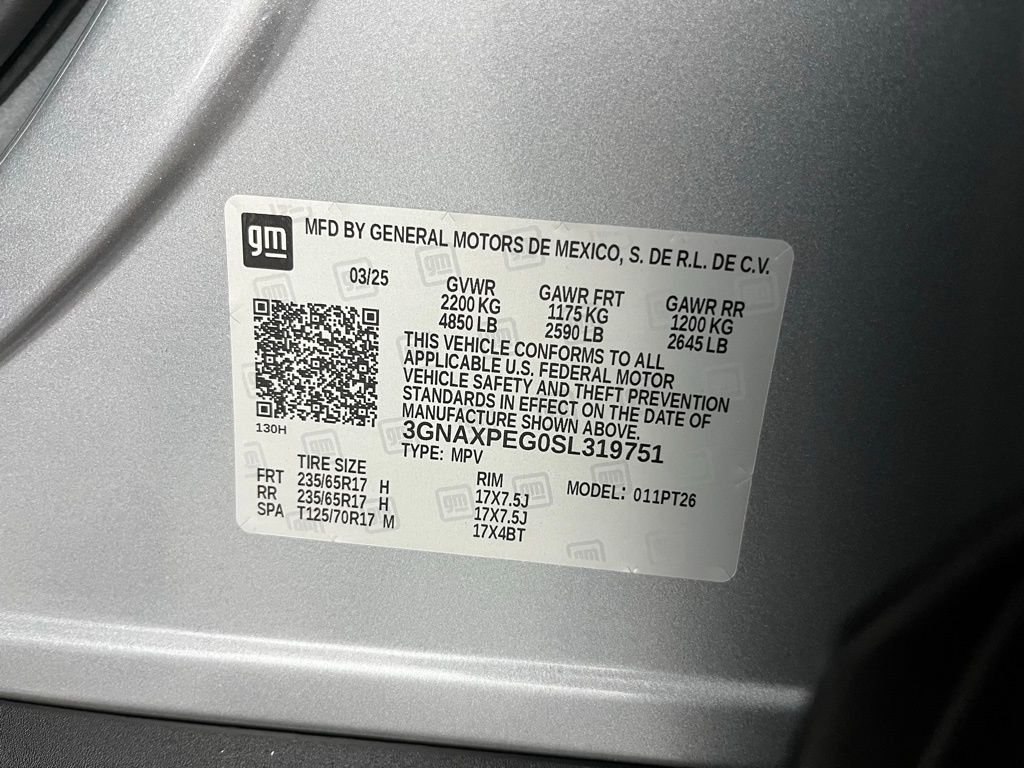 gm
MFD BY GENERAL MOTORS DE MEXICO, S. DE R.L. DE C.V.
03/25
GVWR GAWR FRT GAWR RR
2200 KG 1175 KG 1200 KG
4850 LB 2590 LB 2645 LB
THIS VEHICLE CONFORMS TO ALL
APPLICABLE U.S. FEDERAL MOTOR
VEHICLE SAFETY AND THEFT PREVENTION
STANDARDS IN EFFECT ON THE DATE OF
MANUFACTURE SHOWN ABOVE.
130H
3GNAXPEG0SL319751
TYPE: MPV
TIRE SIZE RIM MODEL: 011PT26
FRT 235/65R17 H 17X7.5J
RR 235/65R17 H 17X7.5J
SPA T125/70R17 M 17X4BT